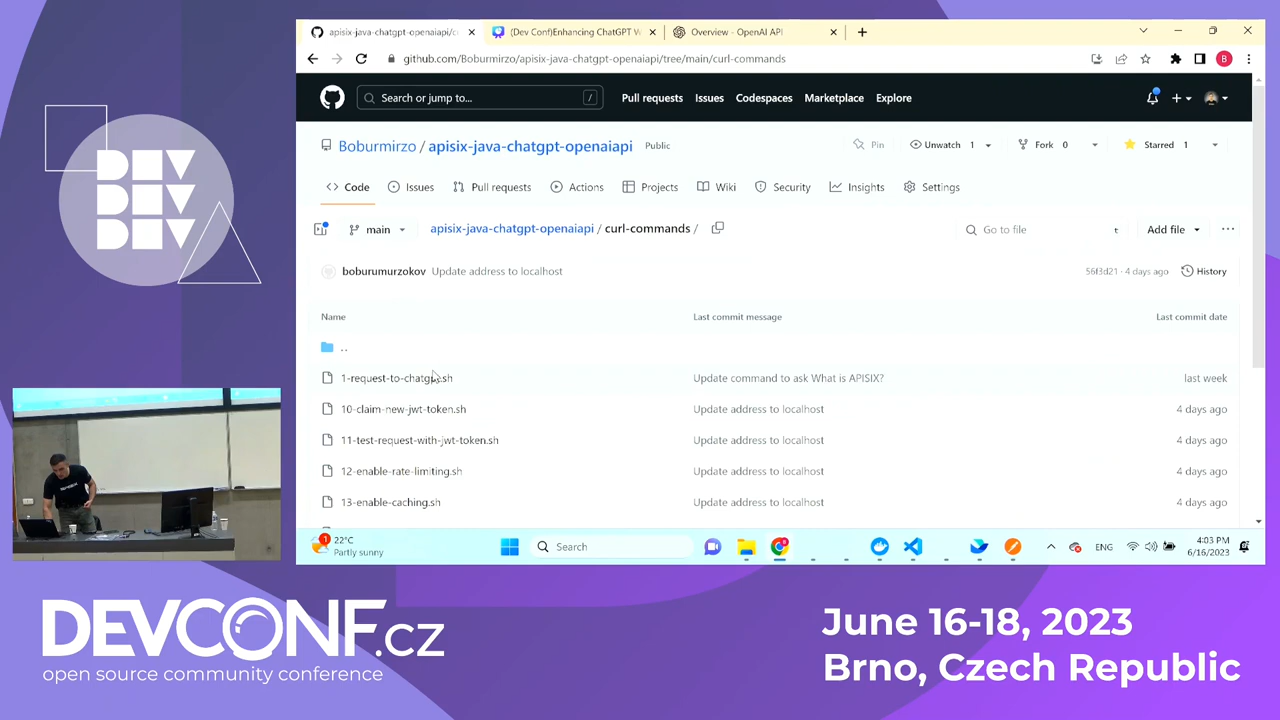 apisix-java-chatgpt-openaiapi/c
(Dev Conf)Enhancing ChatGPT W
Overview - OpenAI API
github.com/Boburmirzo/apisix-java-chatgpt-openaiapi/tree/main/curl-commands
B
Search or jump to...
/
Pull requests
Issues
Codespaces
Marketplace
Explore
Boburmirzo / apisix-java-chatgpt-openaiapi
Public
Pin
Unwatch 1
Fork 0
Starred 1
Code
Issues
Pull requests
Actions
Projects
Wiki
Security
Insights
Settings
main
apisix-java-chatgpt-openaiapi / curl-commands /
Go to file
t
Add file
boburumurzokov Update address to localhost
56f3d21 · 4 days ago
History
Name
Last commit message
Last commit date
..
1-request-to-chatgpt.sh
Update command to ask What is APISIX?
last week
10-claim-new-jwt-token.sh
Update address to localhost
4 days ago
11-test-request-with-jwt-token.sh
Update address to localhost
4 days ago
12-enable-rate-limiting.sh
Update address to localhost
4 days ago
13-enable-caching.sh
Update address to localhost
4 days ago
1
22°C
Partly sunny
Search
ENG
4:03 PM
6/16/2023
DEV
DEV
DEV
DEVCONF.cz
open source community conference
June 16-18, 2023
Brno, Czech Republic